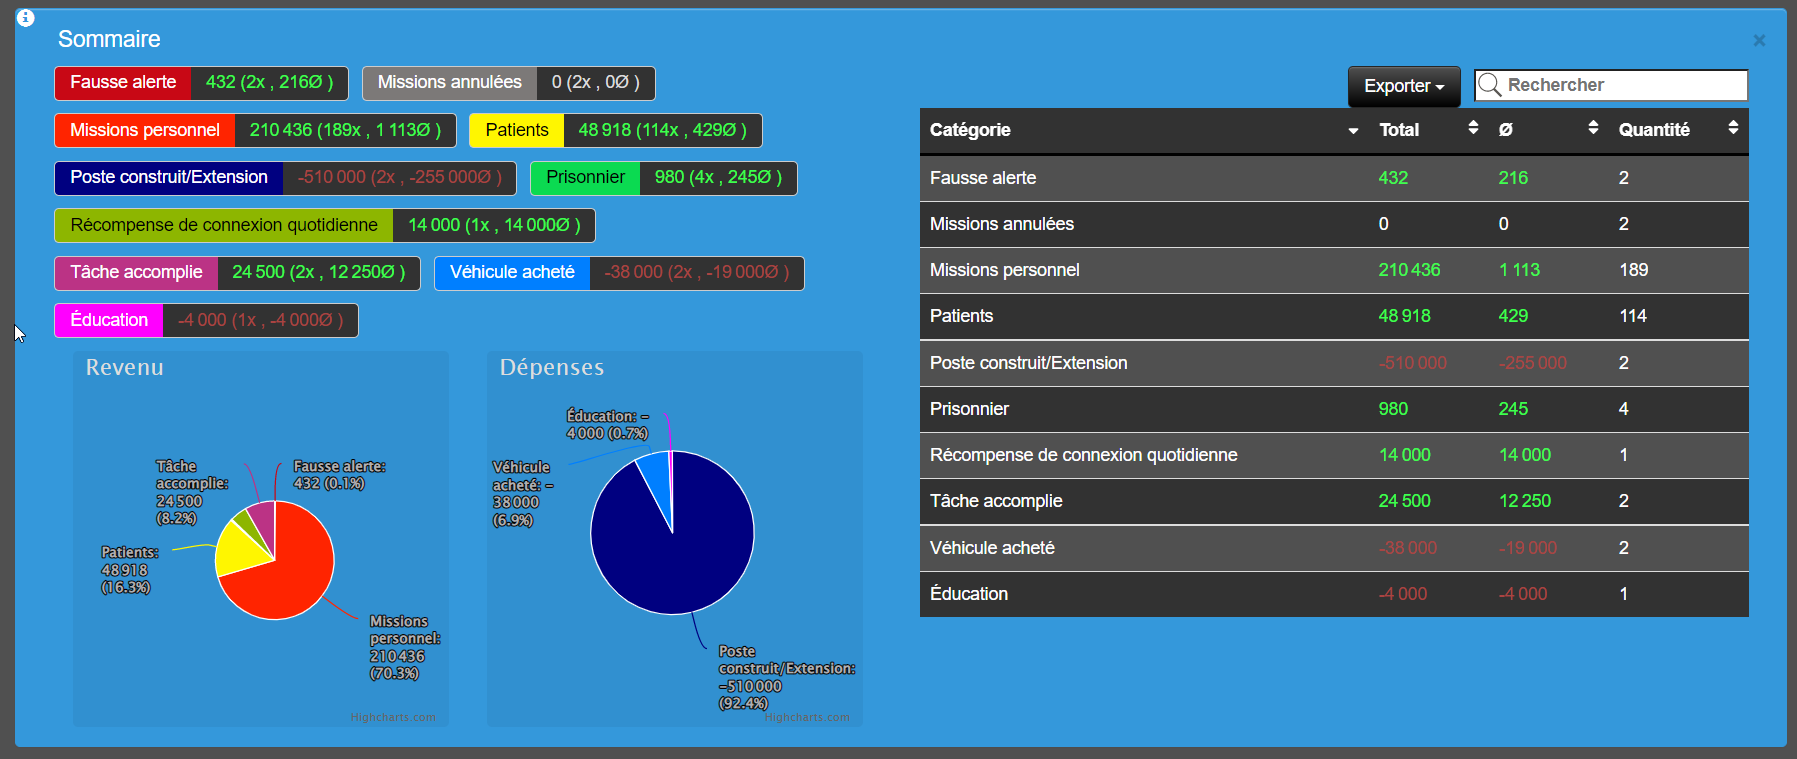 Sommaire
×
Fausse alerte 432 (2x , 216Ø )
Missions annulées 0 (2x , 0Ø )
Missions personnel 210 436 (189x , 1 113Ø )
Patients 48 918 (114x , 429Ø )
Poste construit/Extension -510 000 (2x , -255 000Ø )
Prisonnier 980 (4x , 245Ø )
Récompense de connexion quotidienne 14 000 (1x , 14 000Ø )
Tâche accomplie 24 500 (2x , 12 250Ø )
Véhicule acheté -38 000 (2x , -19 000Ø )
Éducation -4 000 (1x , -4 000Ø )
Revenu
Tâche
accomplie:
24 500
(8.2%)
Fausse alerte:
432 (0.1%)
Patients:
48 918
(16.3%)
Missions
personnel:
210 436
(70.3%)
Highcharts.com
Dépenses
Éducation: −
4 000 (0.7%)
Véhicule
acheté: −
38 000
(6.9%)
Poste
construit/Extension:
−510 000
(92.4%)
Highcharts.com
Exporter
Rechercher
Catégorie Total Ø Quantité
Fausse alerte 432 216 2
Missions annulées 0 0 2
Missions personnel 210 436 1 113 189
Patients 48 918 429 114
Poste construit/Extension -510 000 -255 000 2
Prisonnier 980 245 4
Récompense de connexion quotidienne 14 000 14 000 1
Tâche accomplie 24 500 12 250 2
Véhicule acheté -38 000 -19 000 2
Éducation -4 000 -4 000 1